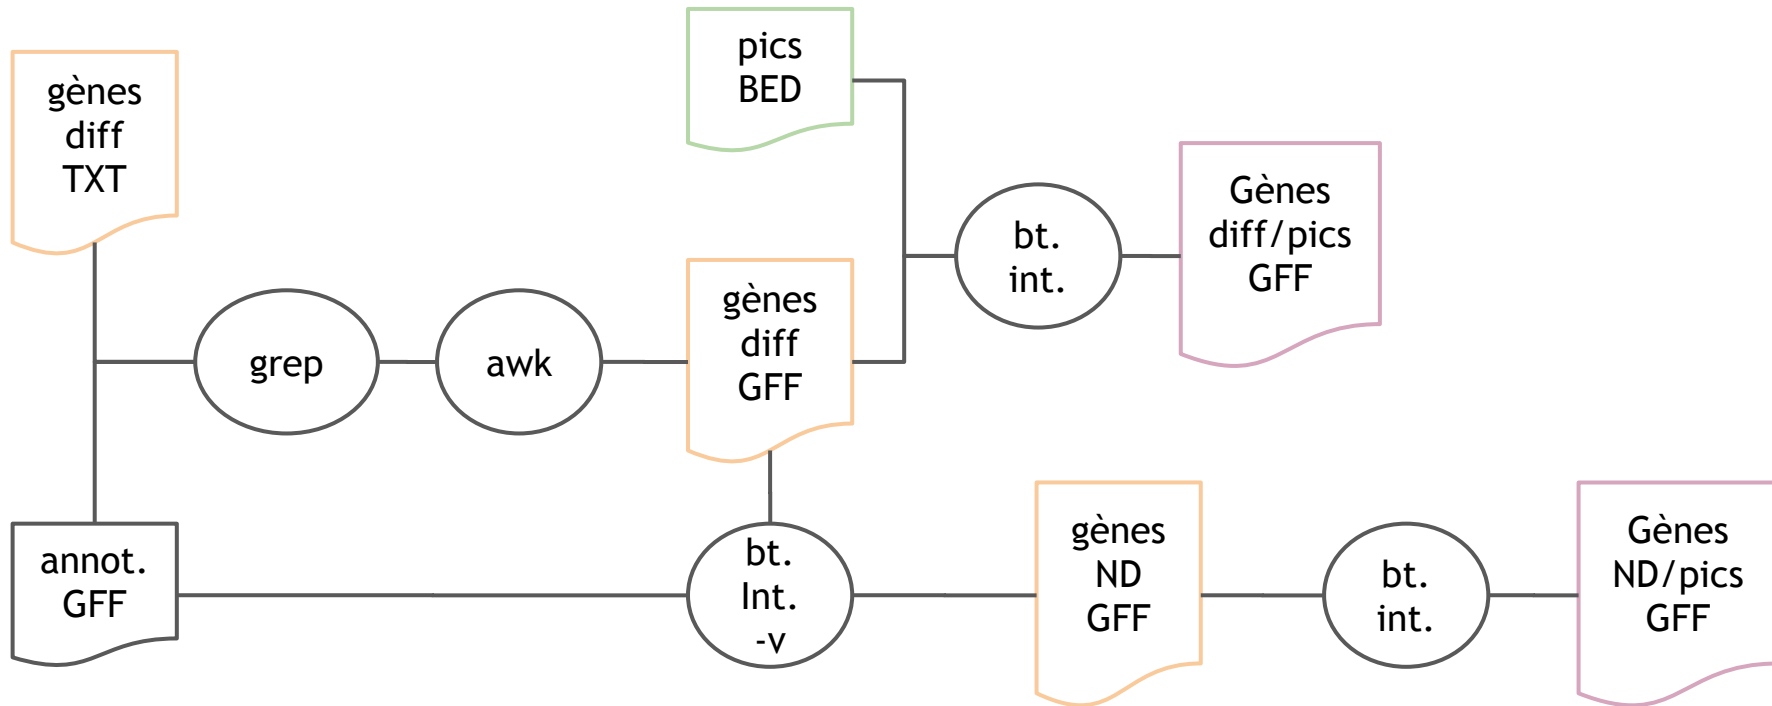 gènes
diff
TXT
pics
BED
Gènes
diff/pics
GFF
bt.
int.
grep
awk
gènes
diff
GFF
annot.
GFF
bt.
Int.
-v
gènes
ND
GFF
bt.
int.
Gènes
ND/pics
GFF